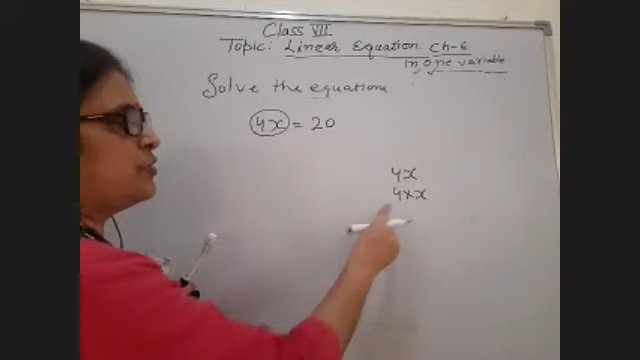 Class VII
Topic: Linear Equation Ch-6
in One variable
Solve the equation
4x = 20
4x
4×x